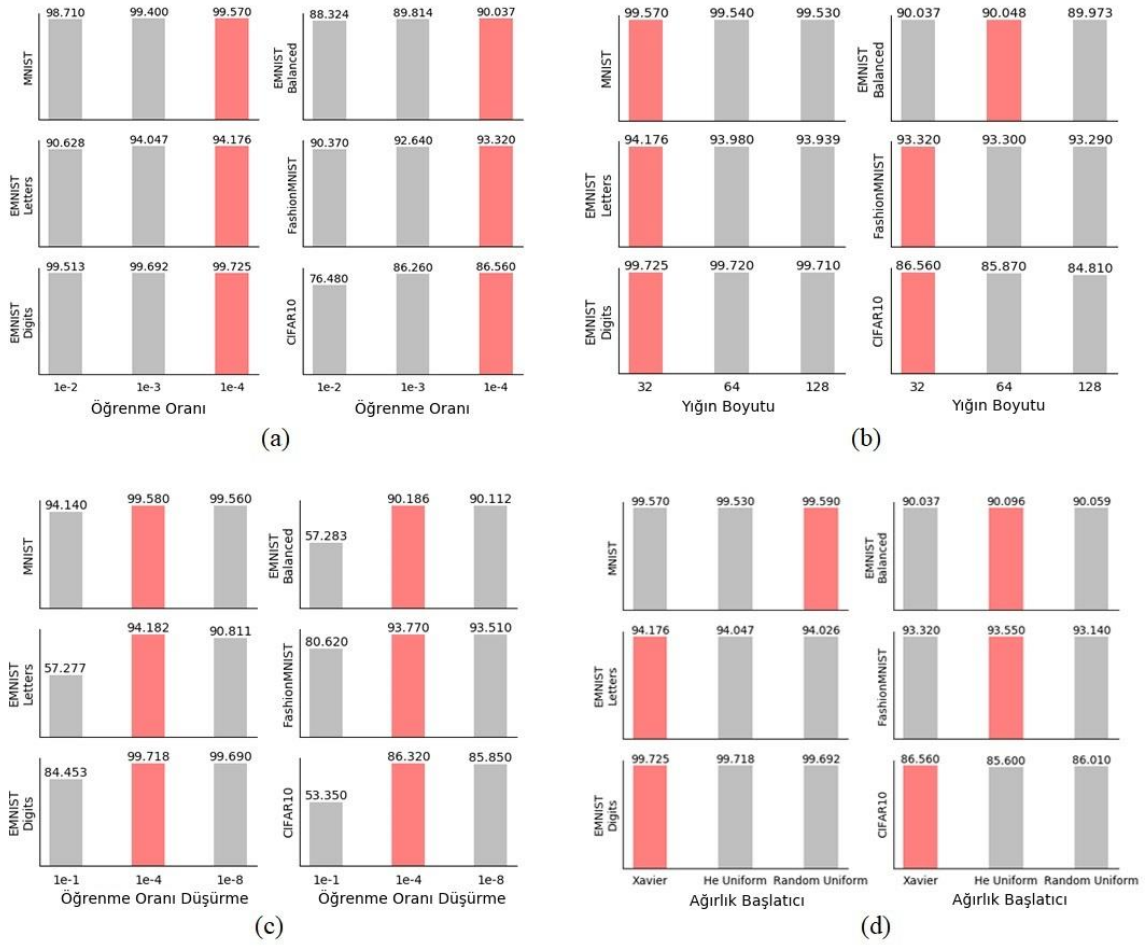 98.710 99.400 99.570
MNIST
88.324 89.814 90.037
EMNIST
Balanced
90.628 94.047 94.176
EMNIST
Letters
90.370 92.640 93.320
FashionMNIST
99.513 99.692 99.725
EMNIST
Digits
1e-2 1e-3 1e-4
Öğrenme Oranı
76.480 86.260 86.560
CIFAR10
1e-2 1e-3 1e-4
Öğrenme Oranı
(a)
99.570 99.540 99.530
MNIST
90.037 90.048 89.973
EMNIST
Balanced
94.176 93.980 93.939
EMNIST
Letters
93.320 93.300 93.290
FashionMNIST
99.725 99.720 99.710
EMNIST
Digits
32 64 128
Yığın Boyutu
86.560 85.870 84.810
CIFAR10
32 64 128
Yığın Boyutu
(b)
94.140 99.580 99.560
MNIST
57.283 90.186 90.112
EMNIST
Balanced
57.277 94.182 90.811
EMNIST
Letters
80.620 93.770 93.510
FashionMNIST
84.453 99.718 99.690
EMNIST
Digits
1e-1 1e-4 1e-8
Öğrenme Oranı Düşürme
53.350 86.320 85.850
CIFAR10
1e-1 1e-4 1e-8
Öğrenme Oranı Düşürme
(c)
99.570 99.530 99.590
MNIST
90.037 90.096 90.059
EMNIST
Balanced
94.176 94.047 94.026
EMNIST
Letters
93.320 93.550 93.140
FashionMNIST
99.725 99.718 99.692
EMNIST
Digits
Xavier He Uniform Random Uniform
Ağırlık Başlatıcı
86.560 85.600 86.010
CIFAR10
Xavier He Uniform Random Uniform
Ağırlık Başlatıcı
(d)